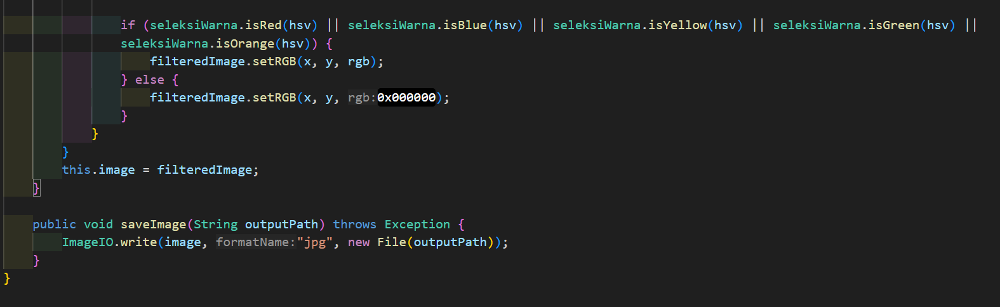 if (seleksiWarna.isRed(hsv) || seleksiWarna.isBlue(hsv) || seleksiWarna.isYellow(hsv) || seleksiWarna.isGreen(hsv) ||
seleksiWarna.isOrange(hsv)) {
filteredImage.setRGB(x, y, rgb);
} else {
filteredImage.setRGB(x, y, rgb:0x000000);
}
}
}
this.image = filteredImage;
}
public void saveImage(String outputPath) throws Exception {
ImageIO.write(image, formatName:"jpg", new File(outputPath));
}
}